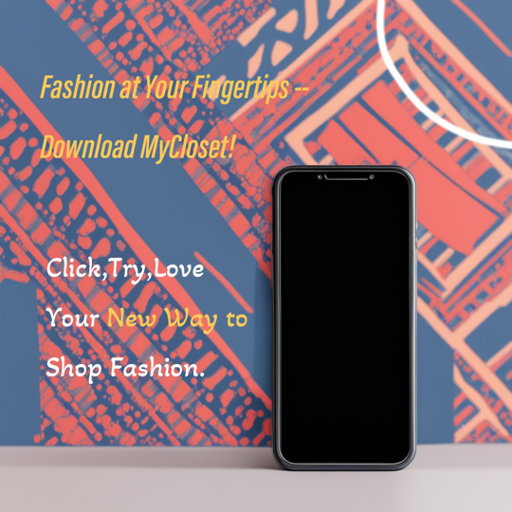 Fashion at Your Fingertips --
Download MyCloset!
Click,Try,Love
Your New Way to
Shop Fashion.